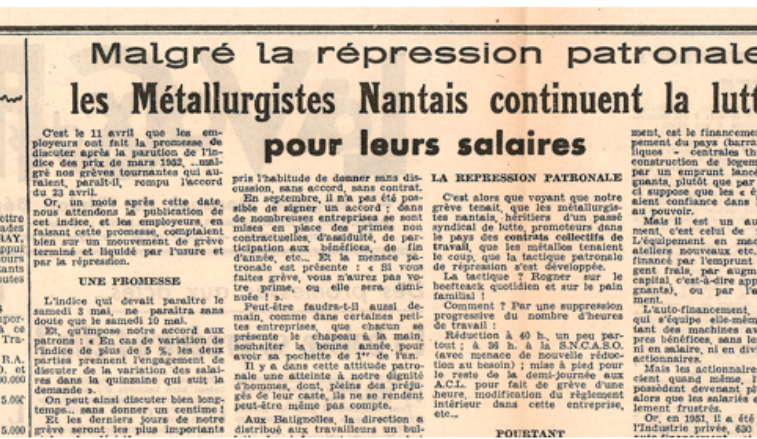 Malgré la répression patronale
les Métallurgistes Nantais continuent la lutt
pour leurs salaires
C'est le 11 avril que les em-
ployeurs ont fait la promesse de
discuter après la parution de l'in-
dice des prix de mars 1952, ...mal-
gré nos grèves tournantes qui au-
raient, paraît-il, rompu l'accord
du 23 avril.
Or, un mois après cette date,
nous attendons la publication de
cet indice, et les employeurs, en
faisant cette promesse, comptaient
bien sur un mouvement de grève
terminé et liquidé par l'usure et
par la répression.
UNE PROMESSE
L'indice qui devait paraître le
samedi 3 mai, ne paraîtra sans
doute que le samedi 10 mai.
Et, qu'impose notre accord aux
patrons : « En cas de variation de
l'indice de plus de 5 %, les deux
parties prennent l'engagement de
discuter de la variation des salai-
res dans la quinzaine qui suit la
demande ».
On peut ainsi discuter bien long-
temps... sans donner un centime !
Et les derniers jours de notre
grève seront les plus importants
pris l'habitude de donner sans dis-
cussion, sans accord, sans contrat.
En septembre, il n'a pas été pos-
sible de signer un accord ; dans
de nombreuses entreprises se sont
mises en place des primes non
contractuelles, d'assiduité, de par-
ticipation aux bénéfices, de fin
d'année, etc... Et la menace pa-
tronale est présente : « Si vous
faites grève, vous n'aurez pas vo-
tre prime, ou elle sera dimi-
nuée ! ».
Peut-être faudra-t-il aussi de-
main, comme dans certaines peti-
tes entreprises, que chacun se
présente le chapeau à la main,
souhaiter la bonne année, pour
avoir sa pochette de 1er de l'an.
Il y a dans cette attitude patro-
nale une atteinte à notre dignité
d'hommes, dont, pleins des préju-
gés de leur caste, ils ne se rendent
peut-être même pas compte.
Aux Batignolles, la direction a
distribué aux travailleurs un bul-
LA REPRESSION PATRONALE
C'est alors que voyant que notre
grève tenait, que les métallurgis-
tes nantais, héritiers d'un passé
syndical de lutte, promoteurs dans
le pays des contrats collectifs de
travail, que les métallos tenaient
le coup, que la tactique patronale
de répression s'est développée.
La tactique ? Rogner sur le
beefteack quotidien et sur le pain
familial !
Comment ? Par une suppression
progressive du nombre d'heures
de travail :
Réduction à 40 h. un peu par-
tout à 36 h. à la S.N.C.A.S.O.
(avec menace de nouvelle réduc-
tion au besoin) ; mise à pied pour
le reste de la demi-journée aux
A.C.L. pour fait de grève d'une
heure, modification du règlement
intérieur dans cette entreprise,
etc...
POURTANT
ment, est le financeme
pement du pays (barra
liques - centrales th
construction de logem
par un emprunt lancé
gnants, plutôt que par
ci suppose que les « é
aient confiance dans
au pouvoir.
Mais il est un au
ment, c'est celui de
L'équipement en mac
ateliers nouveaux etc.
financé par l'emprunt
gent frais, par augm
capital, c'est-à-dire app
gnants), ou par l'a
ment.
L'auto-financement,
qui s'équipe elle-mêm
tant des machines av
pres bénéfices, sans le
ni en salaire, ni en div
actionnaires.
Mais les actionnaire
cient quand même,
possèdent devenant pl
alors que les salariés
lement frustrés.
Or, en 1951, il a été
l'Industrie privée, 630